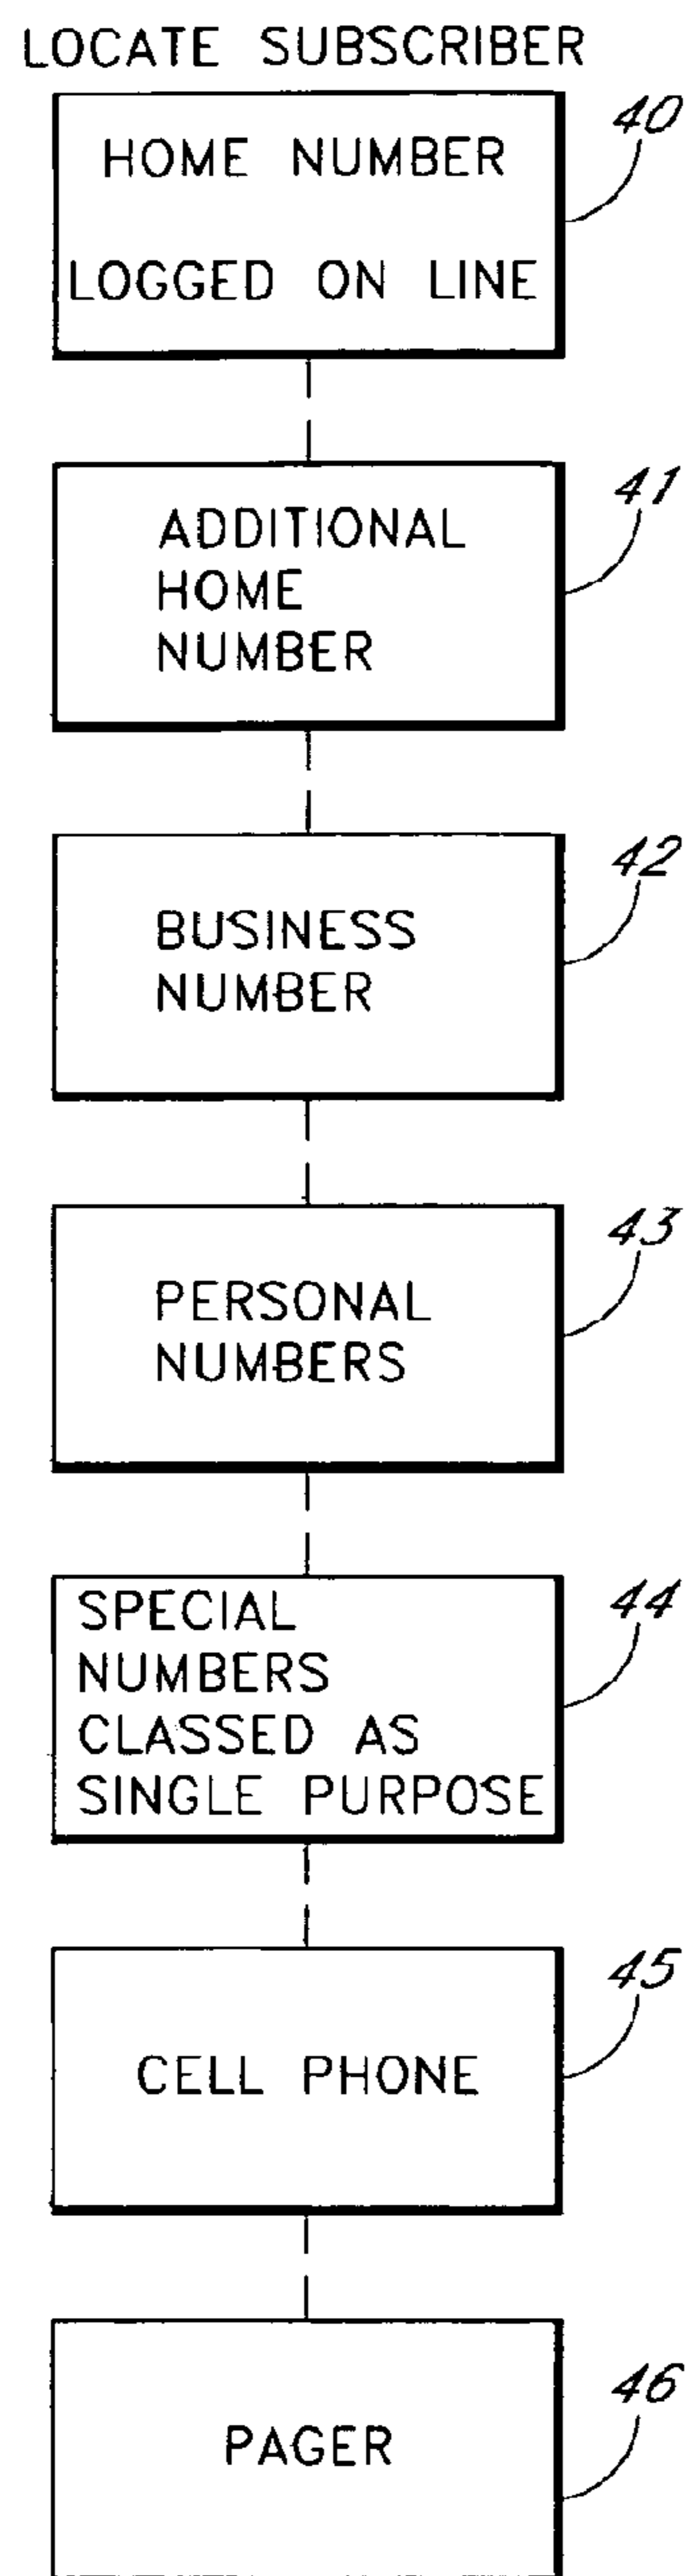 LOCATE SUBSCRIBER
40
HOME NUMBER
LOGGED ON LINE
41
ADDITIONAL
HOME
NUMBER
42
BUSINESS
NUMBER
43
PERSONAL
NUMBERS
44
SPECIAL
NUMBERS
CLASSED AS
SINGLE PURPOSE
45
CELL PHONE
46
PAGER